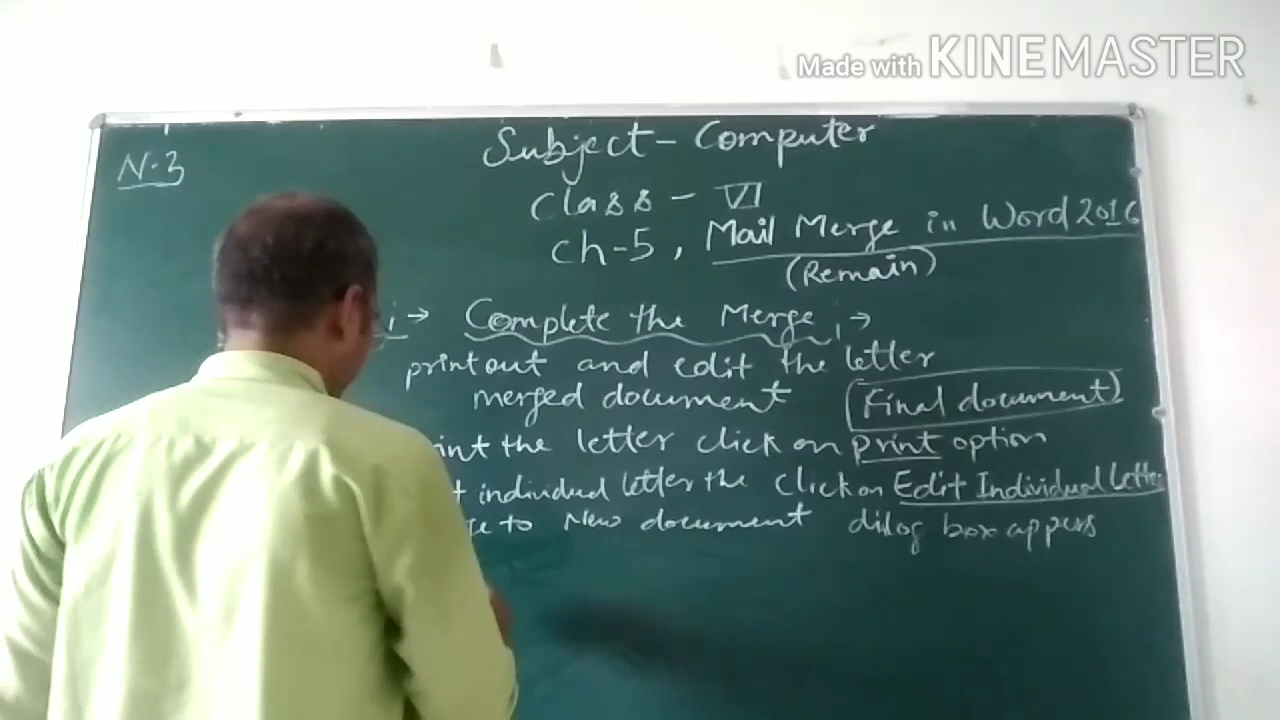 Made with KINEMASTER
N-3
Subject - Computer
Class - VI
Ch-5, Mail Merge in Word 2016
(Remain)
Complete the Merge :→
printout and edit the letter
merged document (Final document)
the letter click on print option
individual letter the click on Edit Individual Letter
to New document dilog box appers